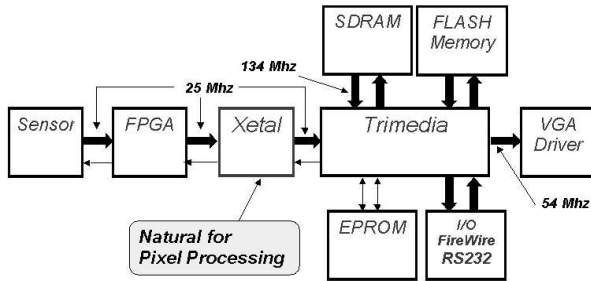 SDRAM
FLASH
Memory
134 Mhz
25 Mhz
Sensor
FPGA
Xetal
Trimedia
VGA
Driver
54 Mhz
Natural for
Pixel Processing
EPROM
I/O
FireWire
RS232